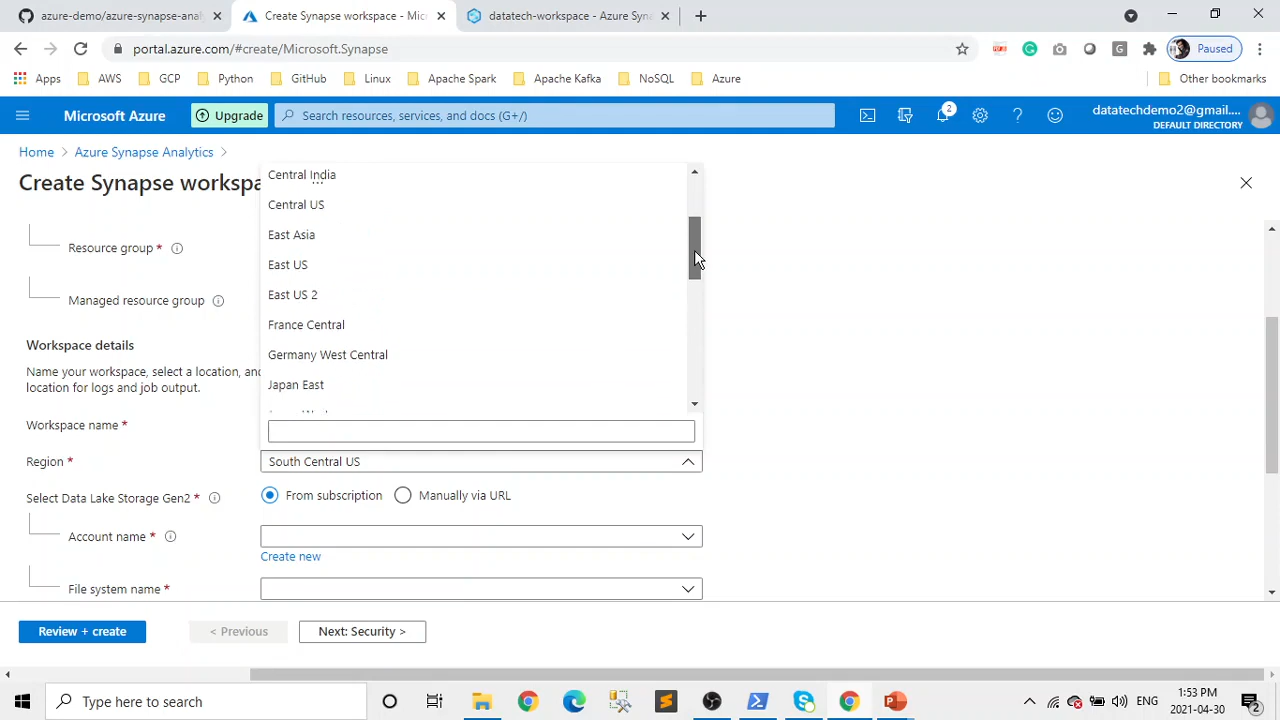 azure-demo/azure-synapse-anal
Create Synapse workspace - Mic
datatech-workspace - Azure Syna
portal.azure.com/#create/Microsoft.Synapse
Paused
Apps
AWS
GCP
Python
GitHub
Linux
Apache Spark
Apache Kafka
NoSQL
Azure
Other bookmarks
Microsoft Azure
Upgrade
Search resources, services, and docs (G+/)
2
datatechdemo2@gmail....
DEFAULT DIRECTORY
Home > Azure Synapse Analytics >
Create Synapse workspa
...
Central India
Central US
East Asia
East US
East US 2
France Central
Germany West Central
Japan East
Resource group *
Managed resource group
Workspace details
Name your workspace, select a location, and
location for logs and job output.
Workspace name *
Region *
South Central US
Select Data Lake Storage Gen2 *
From subscription
Manually via URL
Account name *
Create new
File system name *
Review + create
< Previous
Next: Security >
Type here to search
ENG
1:53 PM
2021-04-30
2